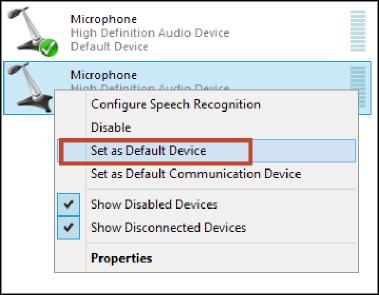 Microphone
High Definition Audio Device
Default Device
Microphone
High Definition Audio Device
Configure Speech Recognition
Disable
Set as Default Device
Set as Default Communication Device
Show Disabled Devices
Show Disconnected Devices
Properties